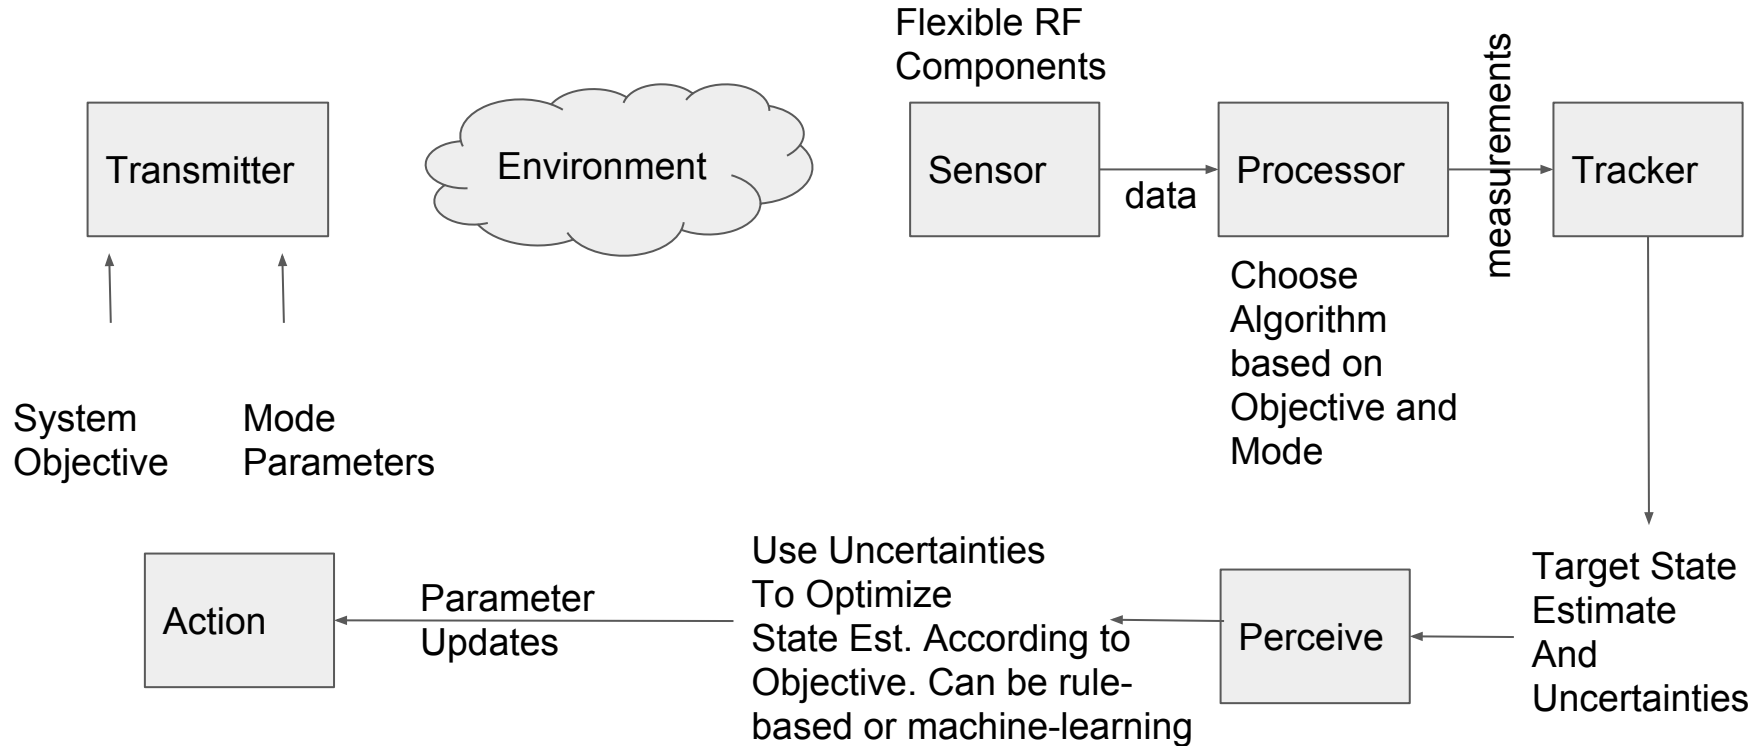 Flexible RF
Components
Transmitter
Environment
Sensor
data
Processor
measurements
Tracker
Choose
Algorithm
based on
Objective and
Mode
System
Objective
Mode
Parameters
Target State
Estimate
And
Uncertainties
Perceive
Use Uncertainties
To Optimize
State Est. According to
Objective. Can be rule-
based or machine-learning
Parameter
Updates
Action